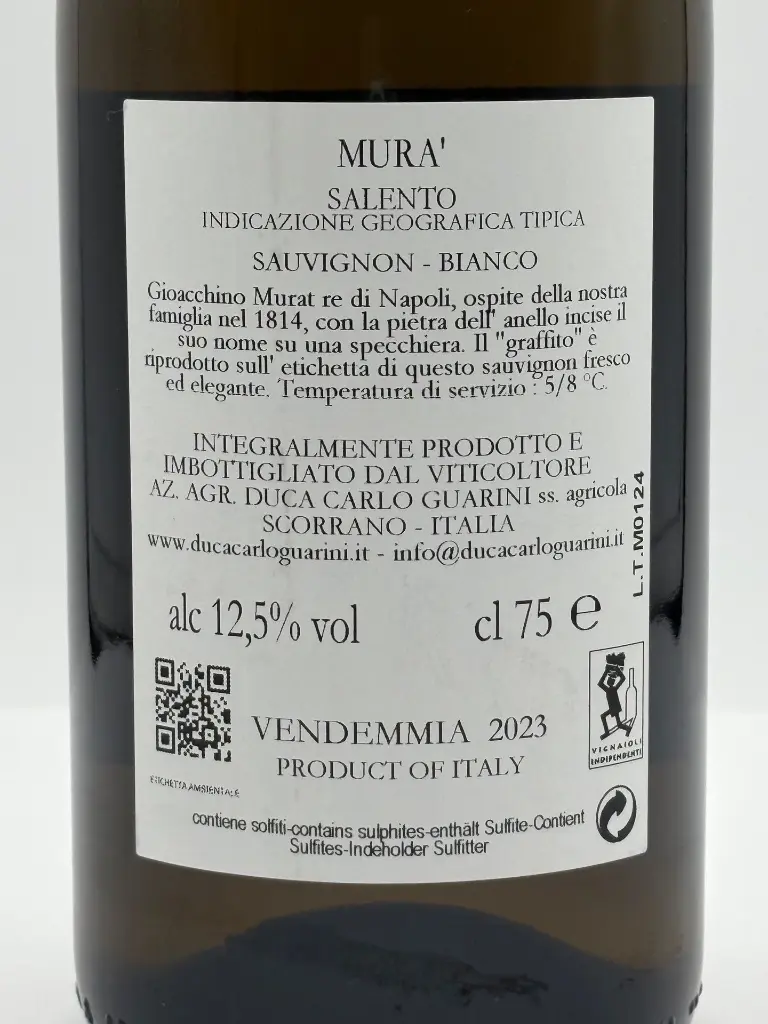 MURA'
SALENTO
INDICAZIONE GEOGRAFICA TIPICA
SAUVIGNON - BIANCO
Gioacchino Murat re di Napoli, ospite della nostra
famiglia nel 1814, con la pietra dell' anello incise il
suo nome su una specchiera. Il "graffito" è
riprodotto sull' etichetta di questo sauvignon fresco
ed elegante. Temperatura di servizio : 5/8 °C.
INTEGRALMENTE PRODOTTO E
IMBOTTIGLIATO DAL VITICOLTORE
AZ. AGR. DUCA CARLO GUARINI ss. agricola
SCORRANO - ITALIA
www.ducacarloguarini.it - info@ducacarloguarini.it
L.T.M0124
alc 12,5% vol
cl 75 e
VENDEMMIA 2023
PRODUCT OF ITALY
VIGNAIOLI
INDIPENDENTI
ETICHETTA AMBIENTALE
contiene solfiti-contains sulphites-enthält Sulfite-Contient
Sulfites-Indeholder Sulfitter